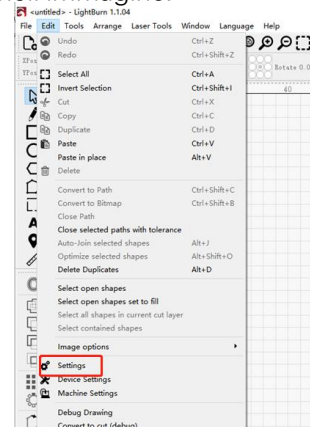 <untitled> - LightBurn 1.1.04
File Edit Tools Arrange Laser Tools Window Language Help
Undo Ctrl+Z
Redo Ctrl+Shift+Z
Select All Ctrl+A
Invert Selection Ctrl+Shift+I
Cut Ctrl+X
Copy Ctrl+C
Duplicate Ctrl+D
Paste Ctrl+V
Paste in place Alt+V
Delete
Convert to Path Ctrl+Shift+C
Convert to Bitmap Ctrl+Shift+B
Close Path
Close selected paths with tolerance
Auto-Join selected shapes Alt+J
Optimize selected shapes Alt+Shift+O
Delete Duplicates Alt+D
Select open shapes
Select open shapes set to fill
Select all shapes in current cut layer
Select contained shapes
Image options
Settings
Device Settings
Machine Settings
Debug Drawing
Convert to cut (debug)
Rotate 0.0
40